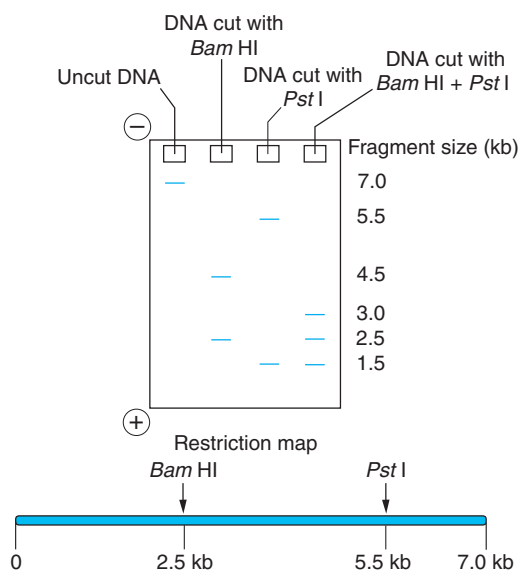 DNA cut with
Bam HI
Uncut DNA
DNA cut with
Pst I
DNA cut with
Bam HI + Pst I
−
Fragment size (kb)
7.0
5.5
4.5
3.0
2.5
1.5
+
Restriction map
Bam HI
Pst I
0
2.5 kb
5.5 kb
7.0 kb